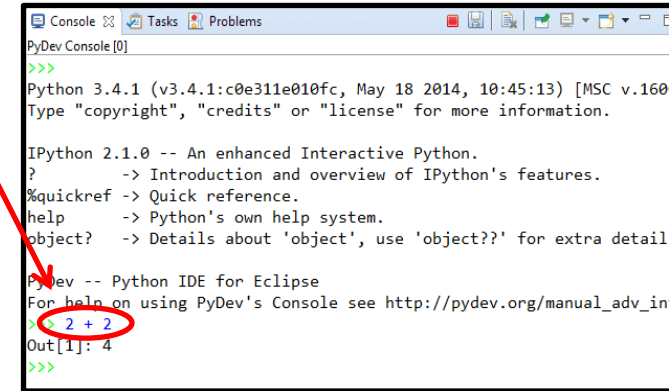 Console Tasks Problems
PyDev Console [0]
>>>
Python 3.4.1 (v3.4.1:c0e311e010fc, May 18 2014, 10:45:13) [MSC v.160
Type "copyright", "credits" or "license" for more information.
IPython 2.1.0 -- An enhanced Interactive Python.
? -> Introduction and overview of IPython's features.
%quickref -> Quick reference.
help -> Python's own help system.
object? -> Details about 'object', use 'object??' for extra detail
PyDev -- Python IDE for Eclipse
For help on using PyDev's Console see http://pydev.org/manual_adv_in
>>> 2 + 2
Out[1]: 4
>>>